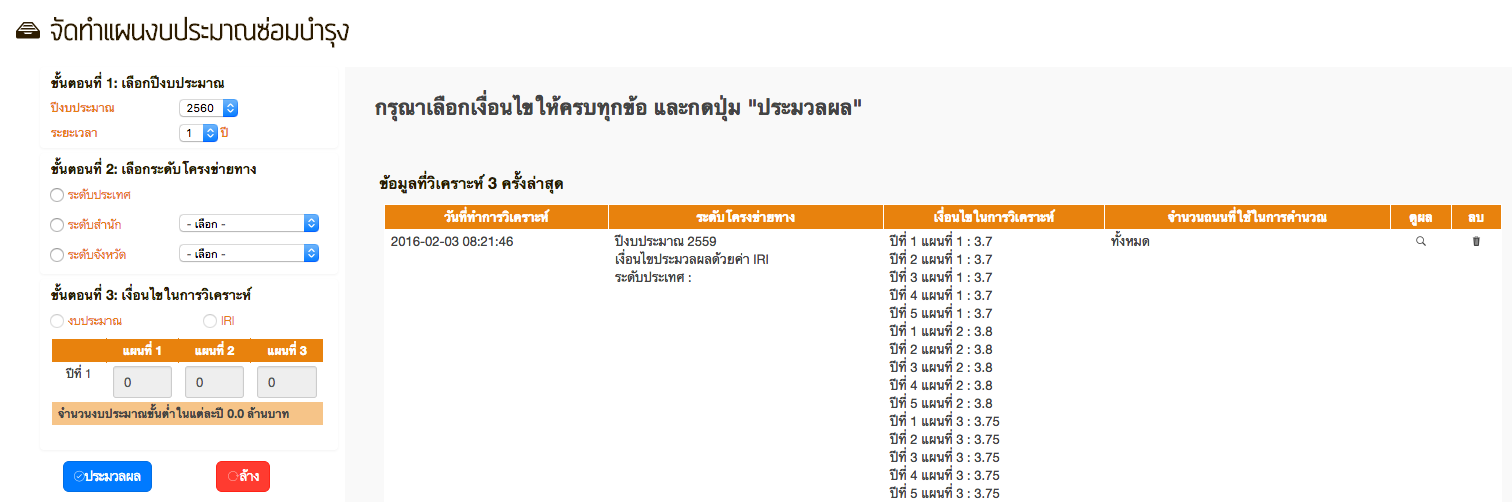 จัดทำแผนงบประมาณซ่อมบำรุง
ขั้นตอนที่ 1: เลือกปีงบประมาณ
ปีงบประมาณ 2560
ระยะเวลา 1 ปี
ขั้นตอนที่ 2: เลือกระดับโครงข่ายทาง
ระดับประเทศ
ระดับสำนัก - เลือก -
ระดับจังหวัด - เลือก -
ขั้นตอนที่ 3: เงื่อนไขในการวิเคราะห์
งบประมาณ IRI
แผนที่ 1 แผนที่ 2 แผนที่ 3
ปีที่ 1 0 0 0
จำนวนงบประมาณขั้นต่ำในแต่ละปี 0.0 ล้านบาท
ประมวลผล ล้าง
กรุณาเลือกเงื่อนไขให้ครบทุกข้อ และกดปุ่ม "ประมวลผล"
ข้อมูลที่วิเคราะห์ 3 ครั้งล่าสุด
วันที่ทำการวิเคราะห์ ระดับโครงข่ายทาง เงื่อนไขในการวิเคราะห์ จำนวนถนนที่ใช้ในการคำนวณ ดูผล ลบ
2016-02-03 08:21:46 ปีงบประมาณ 2559 ปีที่ 1 แผนที่ 1 : 3.7 ทั้งหมด
เงื่อนไขประมวลผลด้วยค่า IRI ปีที่ 2 แผนที่ 1 : 3.7
ระดับประเทศ : ปีที่ 3 แผนที่ 1 : 3.7
ปีที่ 4 แผนที่ 1 : 3.7
ปีที่ 5 แผนที่ 1 : 3.7
ปีที่ 1 แผนที่ 2 : 3.8
ปีที่ 2 แผนที่ 2 : 3.8
ปีที่ 3 แผนที่ 2 : 3.8
ปีที่ 4 แผนที่ 2 : 3.8
ปีที่ 5 แผนที่ 2 : 3.8
ปีที่ 1 แผนที่ 3 : 3.75
ปีที่ 2 แผนที่ 3 : 3.75
ปีที่ 3 แผนที่ 3 : 3.75
ปีที่ 4 แผนที่ 3 : 3.75
ปีที่ 5 แผนที่ 3 : 3.75